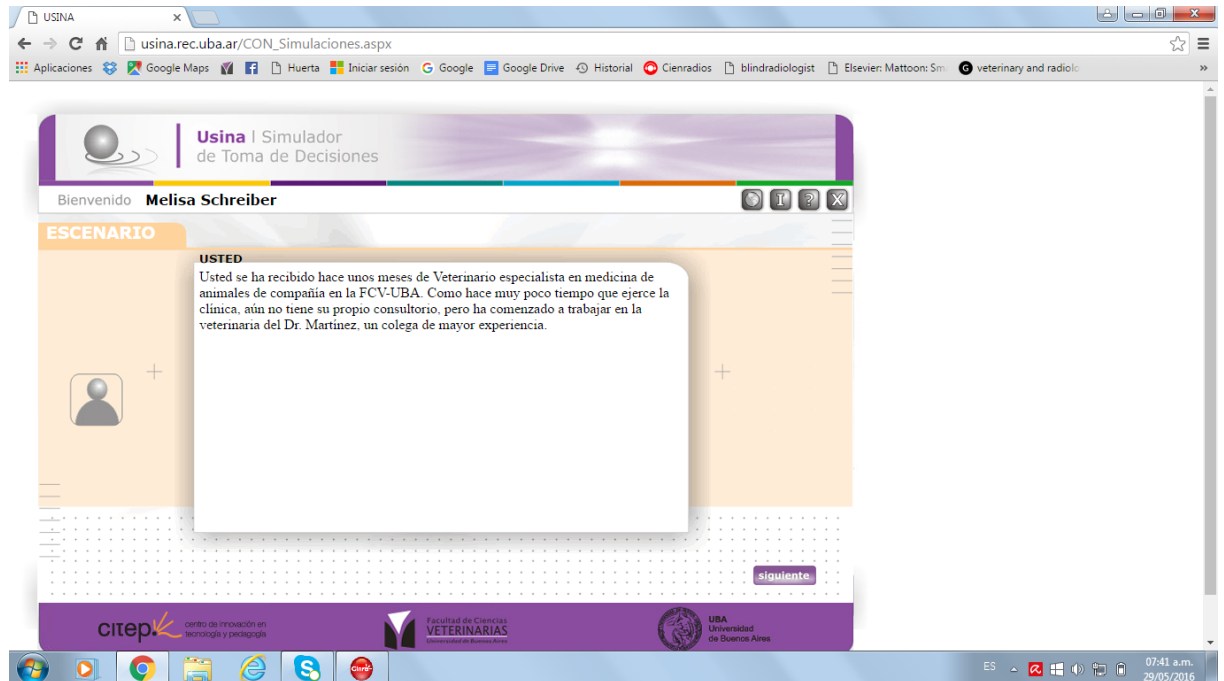 USINA
usina.rec.uba.ar/CON_Simulaciones.aspx
Aplicaciones Google Maps Huerta Iniciar sesión Google Google Drive Historial Cienradios blindradiologist Elsevier: Mattoon: Sm veterinary and radiolo »
Usina | Simulador
de Toma de Decisiones
Bienvenido Melisa Schreiber
I ? X
ESCENARIO
USTED
Usted se ha recibido hace unos meses de Veterinario especialista en medicina de
animales de compañía en la FCV-UBA. Como hace muy poco tiempo que ejerce la
clínica, aún no tiene su propio consultorio, pero ha comenzado a trabajar en la
veterinaria del Dr. Martínez, un colega de mayor experiencia.
siguiente
citep centro de innovación en
tecnología y pedagogía
Facultad de Ciencias
VETERINARIAS
Universidad de Buenos Aires
UBA
Universidad
de Buenos Aires
Claro
ES 07:41 a.m.
29/05/2016